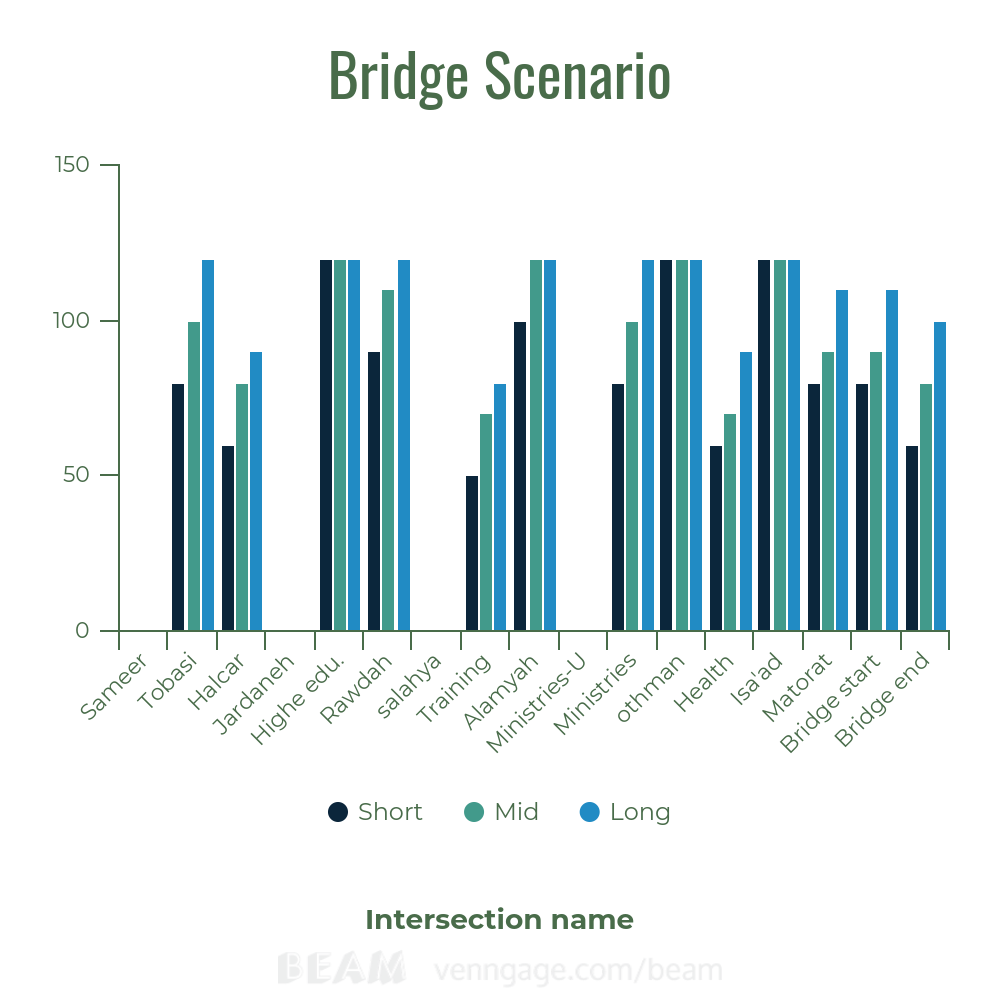 Bridge Scenario
150
100
50
0
Sameer
Tobasi
Halcar
Jardaneh
Highe edu.
Rawdah
salahya
Training
Alamyah
Ministries-U
Ministries
othman
Health
Isa'ad
Matorat
Bridge start
Bridge end
Short Mid Long
Intersection name
BEAM venngage.com/beam